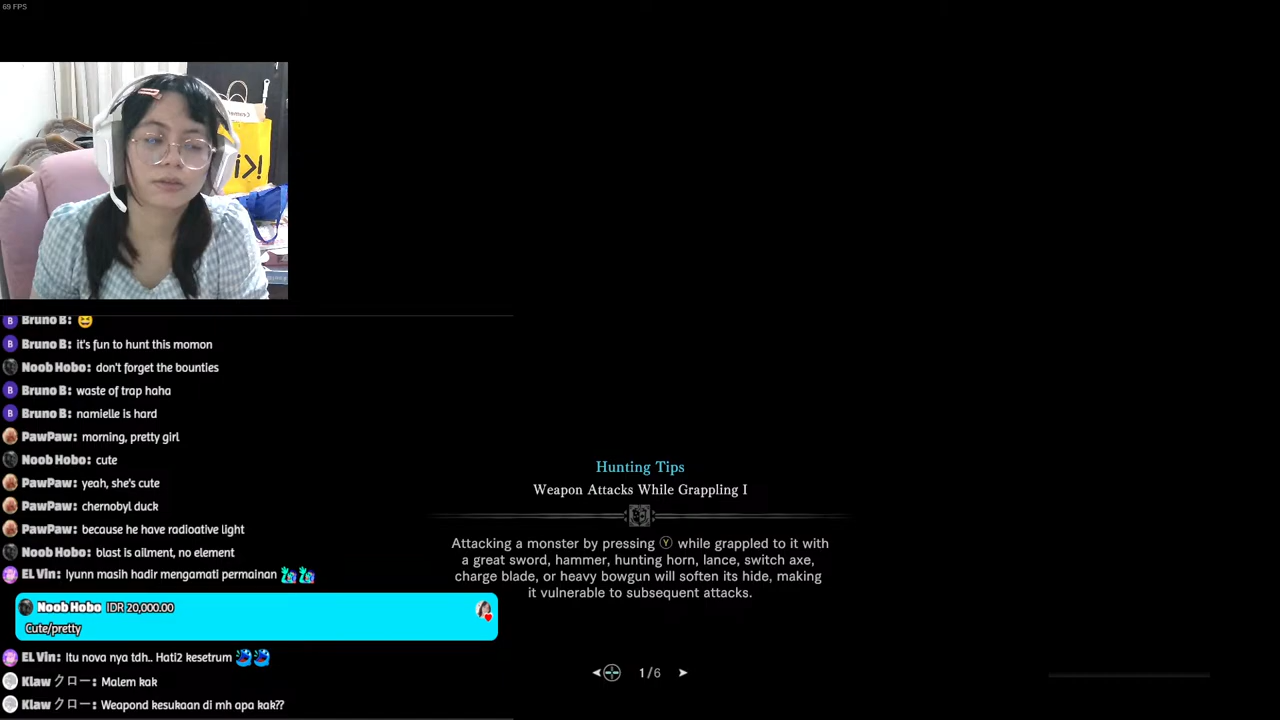 69 FPS
Bruno B: 😆
Bruno B: it's fun to hunt this momon
Noob Hobo: don't forget the bounties
Bruno B: waste of trap haha
Bruno B: namielle is hard
PawPaw: morning, pretty girl
Noob Hobo: cute
PawPaw: yeah, she's cute
PawPaw: chernobyl duck
PawPaw: because he have radioative light
Noob Hobo: blast is ailment, no element
EL Vin: Iyunn masih hadir mengamati permainan
Noob Hobo IDR 20,000.00
Cute/pretty
EL Vin: Itu nova nya tdh.. Hati2 kesetrum
Klaw クロー: Malem kak
Klaw クロー: Weapond kesukaan di mh apa kak??
Hunting Tips
Weapon Attacks While Grappling I
Attacking a monster by pressing Y while grappled to it with
a great sword, hammer, hunting horn, lance, switch axe,
charge blade, or heavy bowgun will soften its hide, making
it vulnerable to subsequent attacks.
1/6